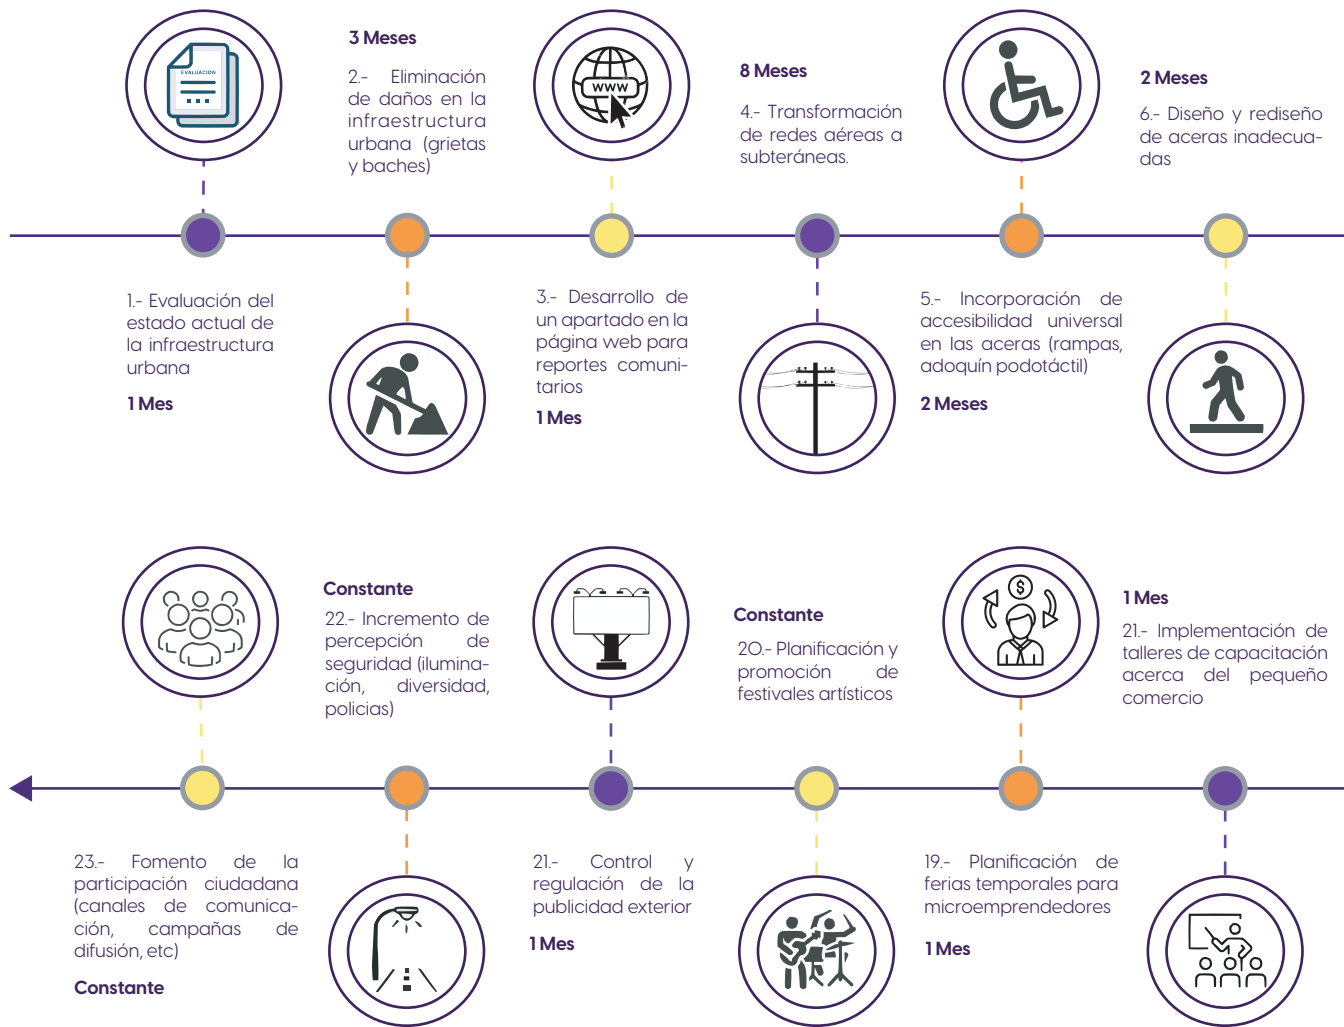 EVALUACIÓN
1.- Evaluación del
estado actual de
la infraestructura
urbana
1 Mes
3 Meses
2.- Eliminación
de daños en la
infraestructura
urbana (grietas
y baches)
www
3.- Desarrollo de
un apartado en la
página web para
reportes comuni-
tarios
1 Mes
8 Meses
4.- Transformación
de redes aéreas a
subteráneas.
5.- Incorporación de
accesibilidad universal
en las aceras (rampas,
adoquín podotáctil)
2 Meses
2 Meses
6.- Diseño y rediseño
de aceras inadecua-
das
23.- Fomento de la
participación ciudadana
(canales de comunica-
ción, campañas de
difusión, etc)
Constante
Constante
22.- Incremento de
percepción de
seguridad (ilumina-
ción, diversidad,
policias)
21.- Control y
regulación de la
publicidad exterior
1 Mes
Constante
20.- Planificación y
promoción de
festivales artísticos
$
19.- Planificación de
ferias temporales para
microemprendedores
1 Mes
1 Mes
21.- Implementación de
talleres de capacitación
acerca del pequeño
comercio